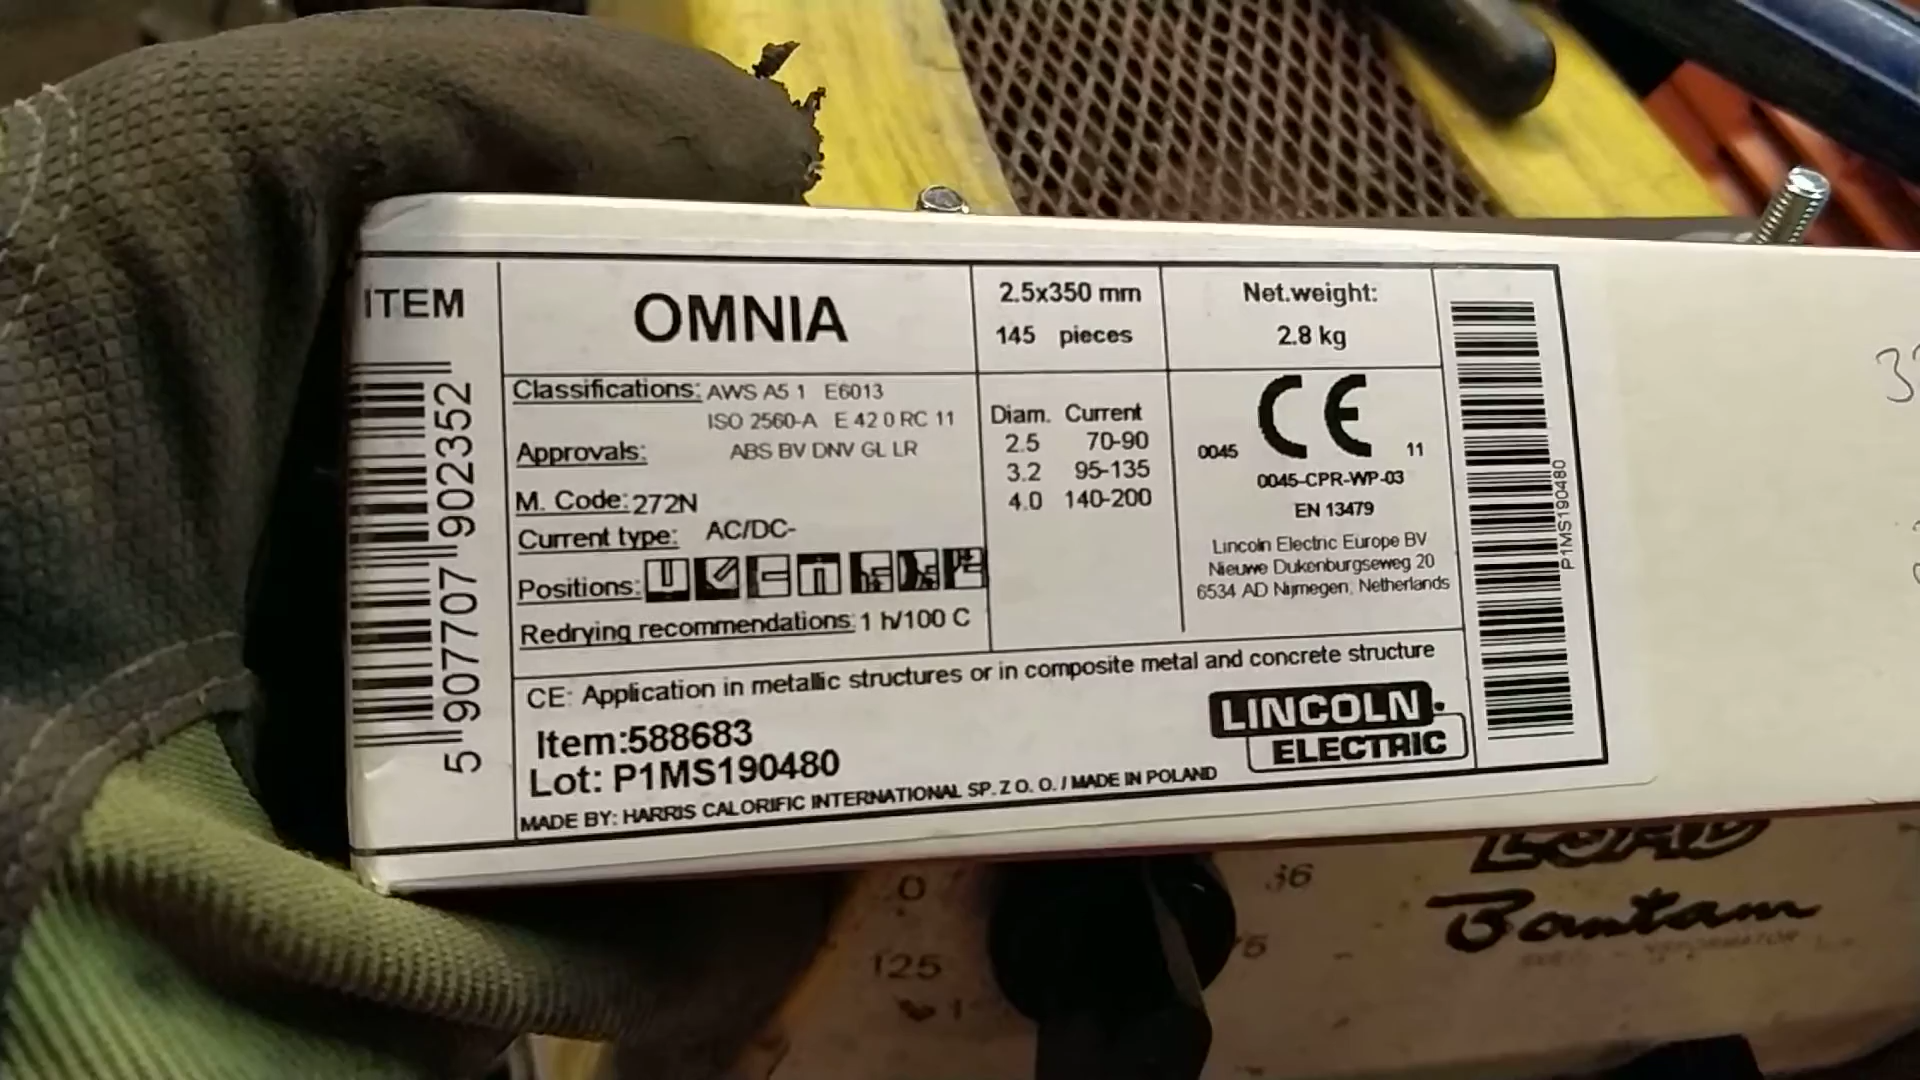 ITEM
5 907707 902352
OMNIA
2.5x350 mm
145 pieces
Net.weight:
2.8 kg
Classifications: AWS A5 1 E6013
ISO 2560-A E 42 0 RC 11
Approvals: ABS BV DNV GL LR
M. Code: 272N
Current type: AC/DC-
Positions:
Redrying recommendations: 1 h/100 C
Diam. Current
2.5 70-90
3.2 95-135
4.0 140-200
CE
0045 11
0045-CPR-WP-03
EN 13479
Lincoln Electric Europe BV
Nieuwe Dukenburgseweg 20
6534 AD Nijmegen, Netherlands
P1MS190480
CE: Application in metallic structures or in composite metal and concrete structure
Item:588683
Lot: P1MS190480
MADE BY: HARRIS CALORIFIC INTERNATIONAL SP. Z O. O. / MADE IN POLAND
LINCOLN
ELECTRIC
Bantam
125